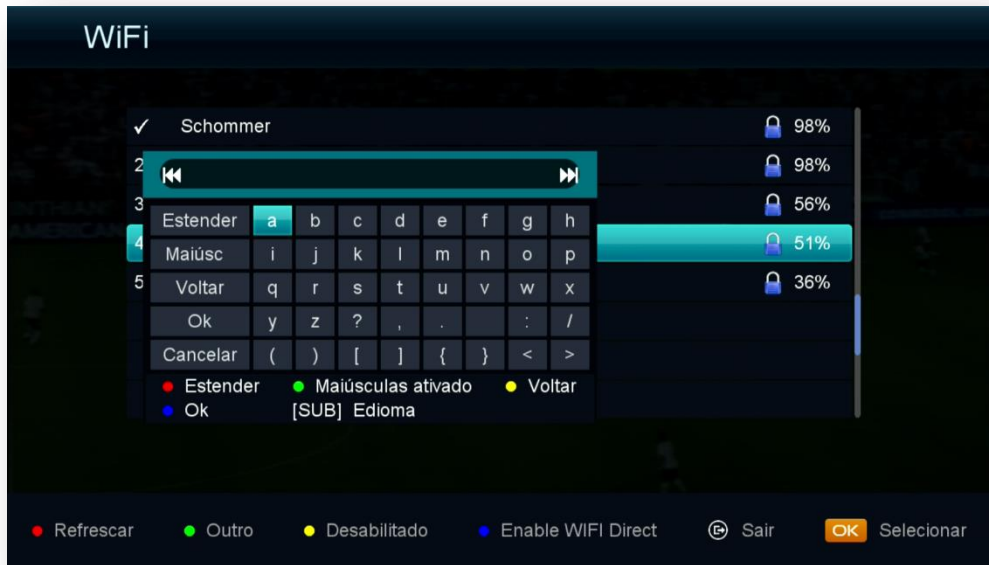 WiFi
✓ Schommer 98%
2 98%
3 56%
4 51%
5 36%
Estender a b c d e f g h
Maiúsc i j k l m n o p
Voltar q r s t u v w x
Ok y z ? , . : /
Cancelar ( ) [ ] { } < >
Estender Maiúsculas ativado Voltar
Ok [SUB] Edioma
Refrescar Outro Desabilitado Enable WIFI Direct Sair OK Selecionar